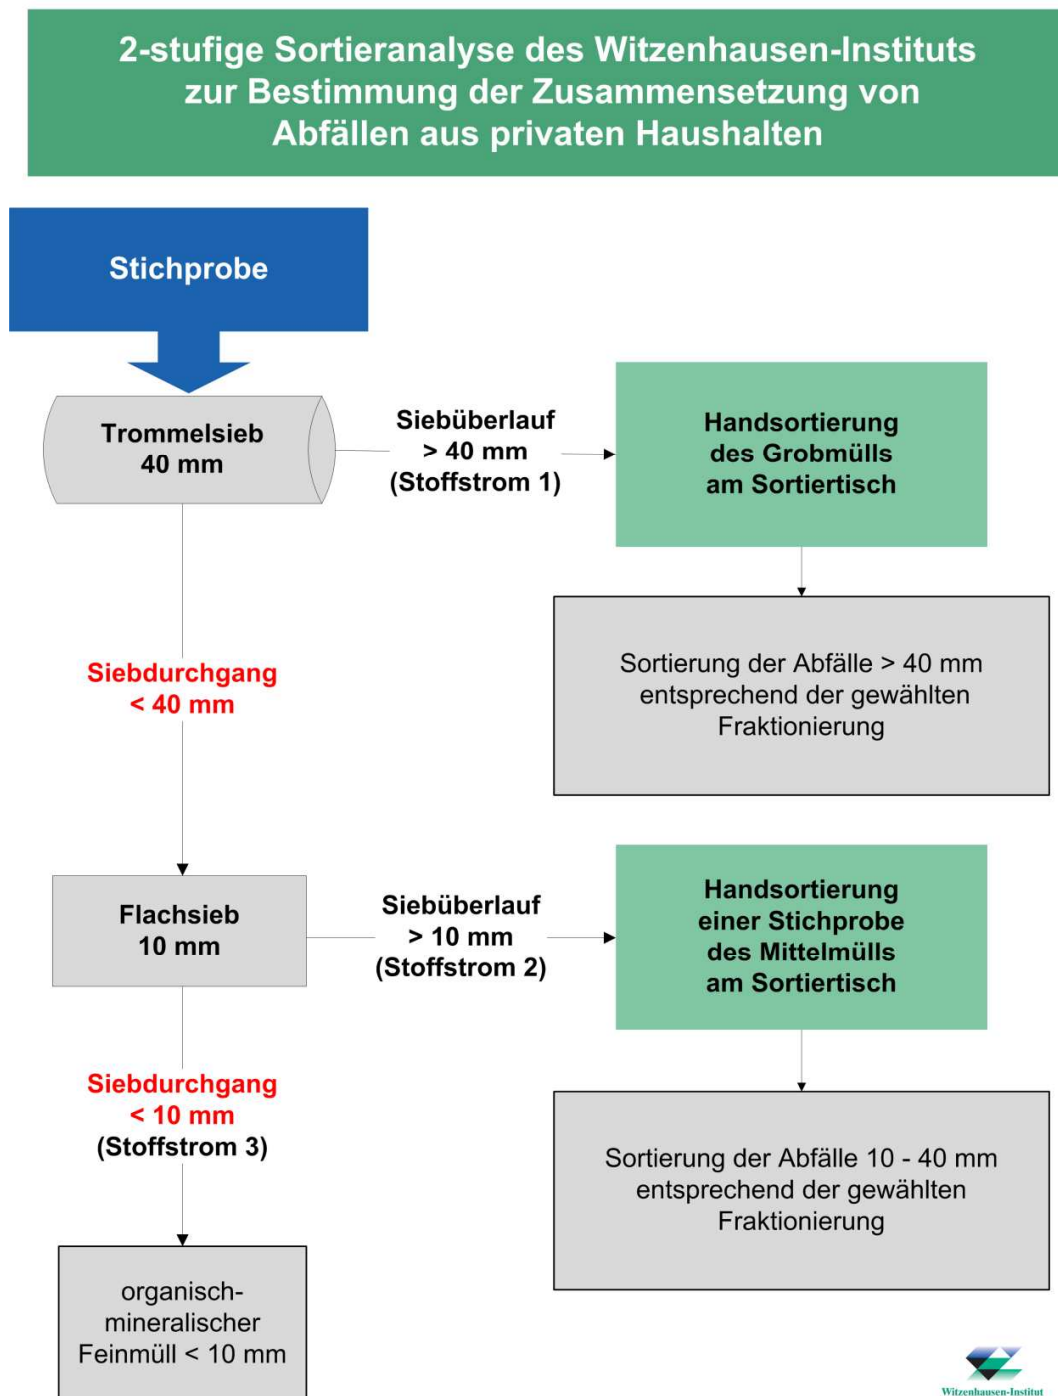 2-stufige Sortieranalyse des Witzenhausen-Instituts
zur Bestimmung der Zusammensetzung von
Abfällen aus privaten Haushalten
Stichprobe
Trommelsieb
40 mm
Siebüberlauf
> 40 mm
(Stoffstrom 1)
Handsortierung
des Grobmülls
am Sortiertisch
Sortierung der Abfälle > 40 mm
entsprechend der gewählten
Fraktionierung
Siebdurchgang
< 40 mm
Flachsieb
10 mm
Siebüberlauf
> 10 mm
(Stoffstrom 2)
Handsortierung
einer Stichprobe
des Mittelmülls
am Sortiertisch
Siebdurchgang
< 10 mm
(Stoffstrom 3)
Sortierung der Abfälle 10 - 40 mm
entsprechend der gewählten
Fraktionierung
organisch-
mineralischer
Feinmüll < 10 mm
Witzenhausen-Institut